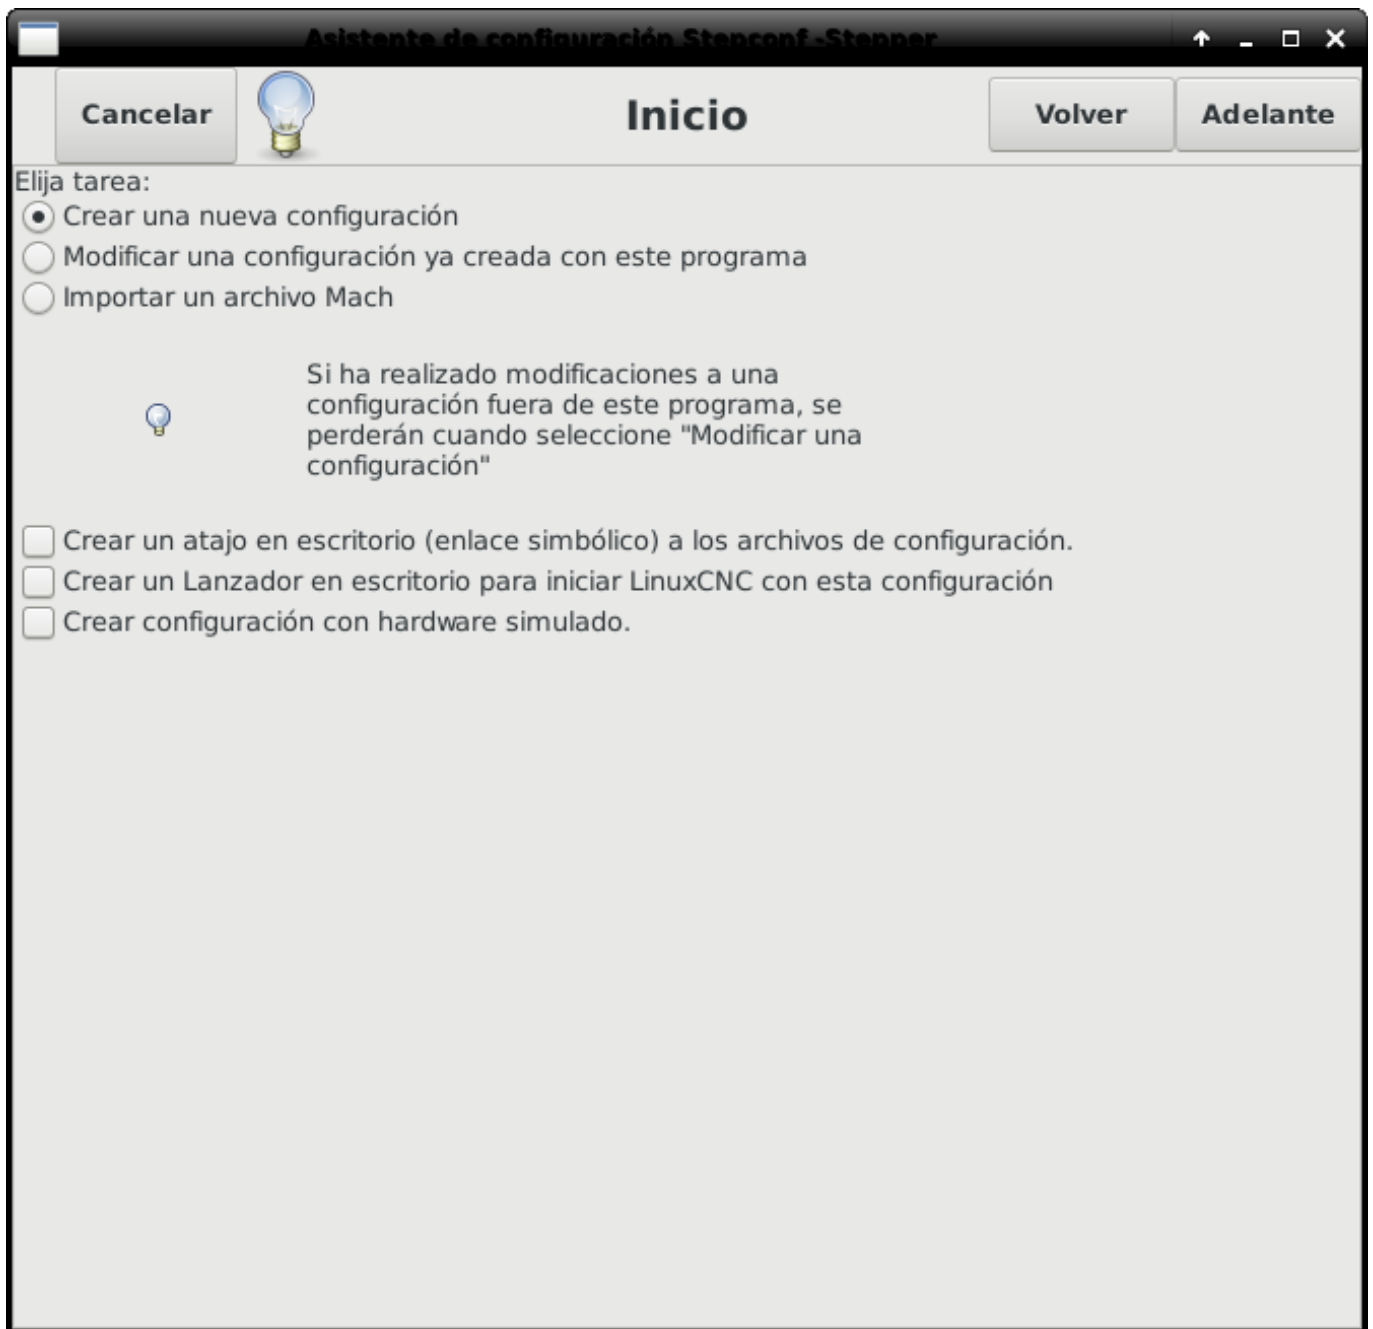 Asistente de configuración Stepconf -Stepper
Cancelar
Inicio
Volver
Adelante
Elija tarea:
Crear una nueva configuración
Modificar una configuración ya creada con este programa
Importar un archivo Mach
Si ha realizado modificaciones a una
configuración fuera de este programa, se
perderán cuando seleccione "Modificar una
configuración"
Crear un atajo en escritorio (enlace simbólico) a los archivos de configuración.
Crear un Lanzador en escritorio para iniciar LinuxCNC con esta configuración
Crear configuración con hardware simulado.